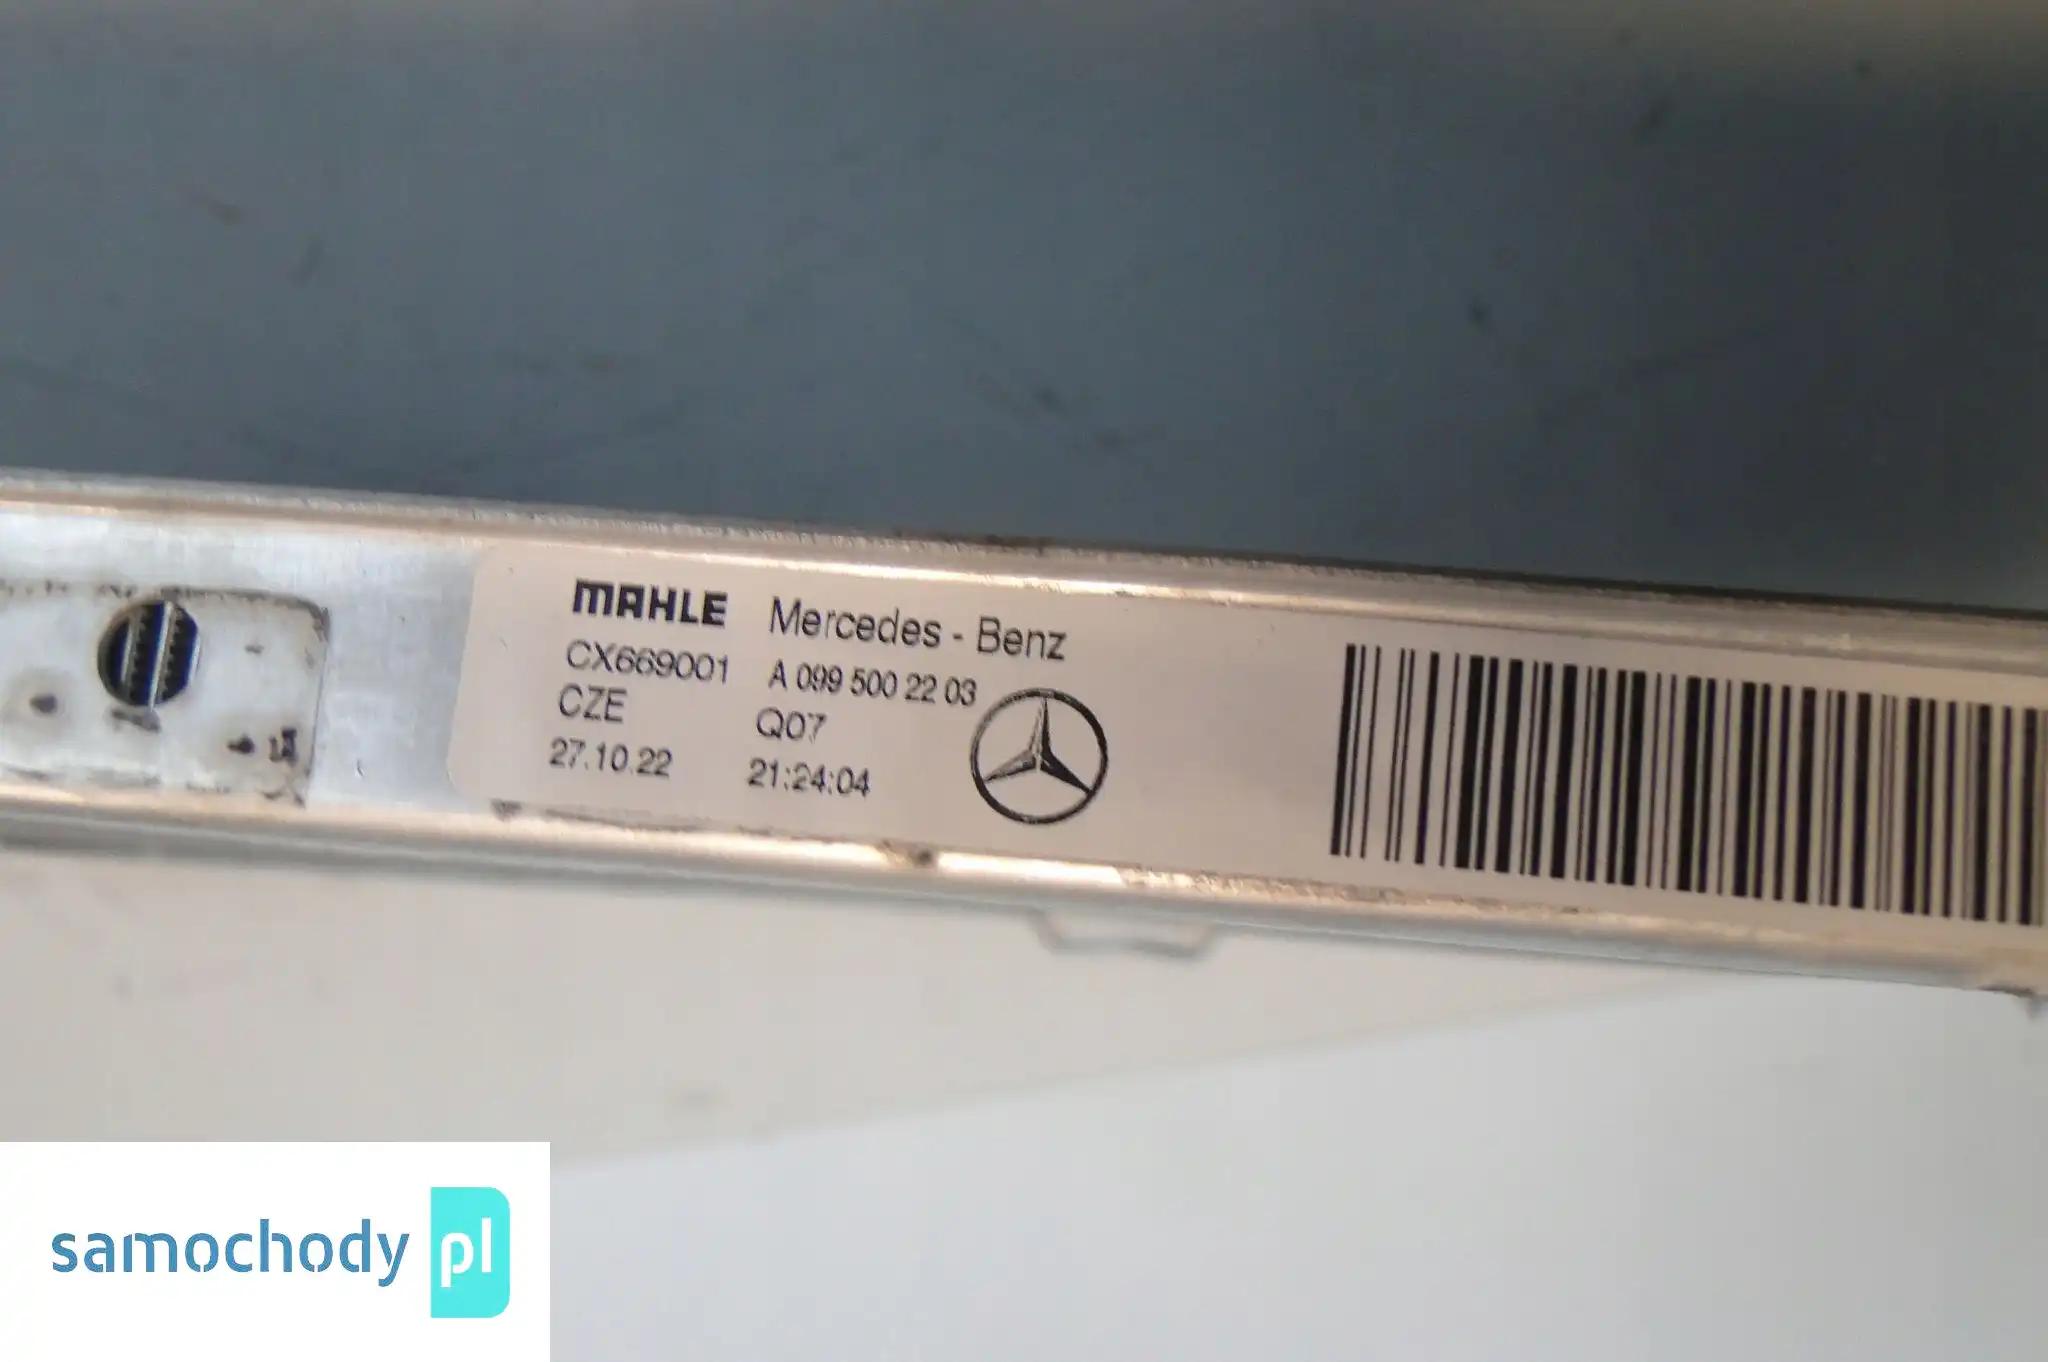 MAHLE Mercedes - Benz
CX669001 A 099 500 22 03
CZE Q07
27.10.22 21:24:04
samochody pl